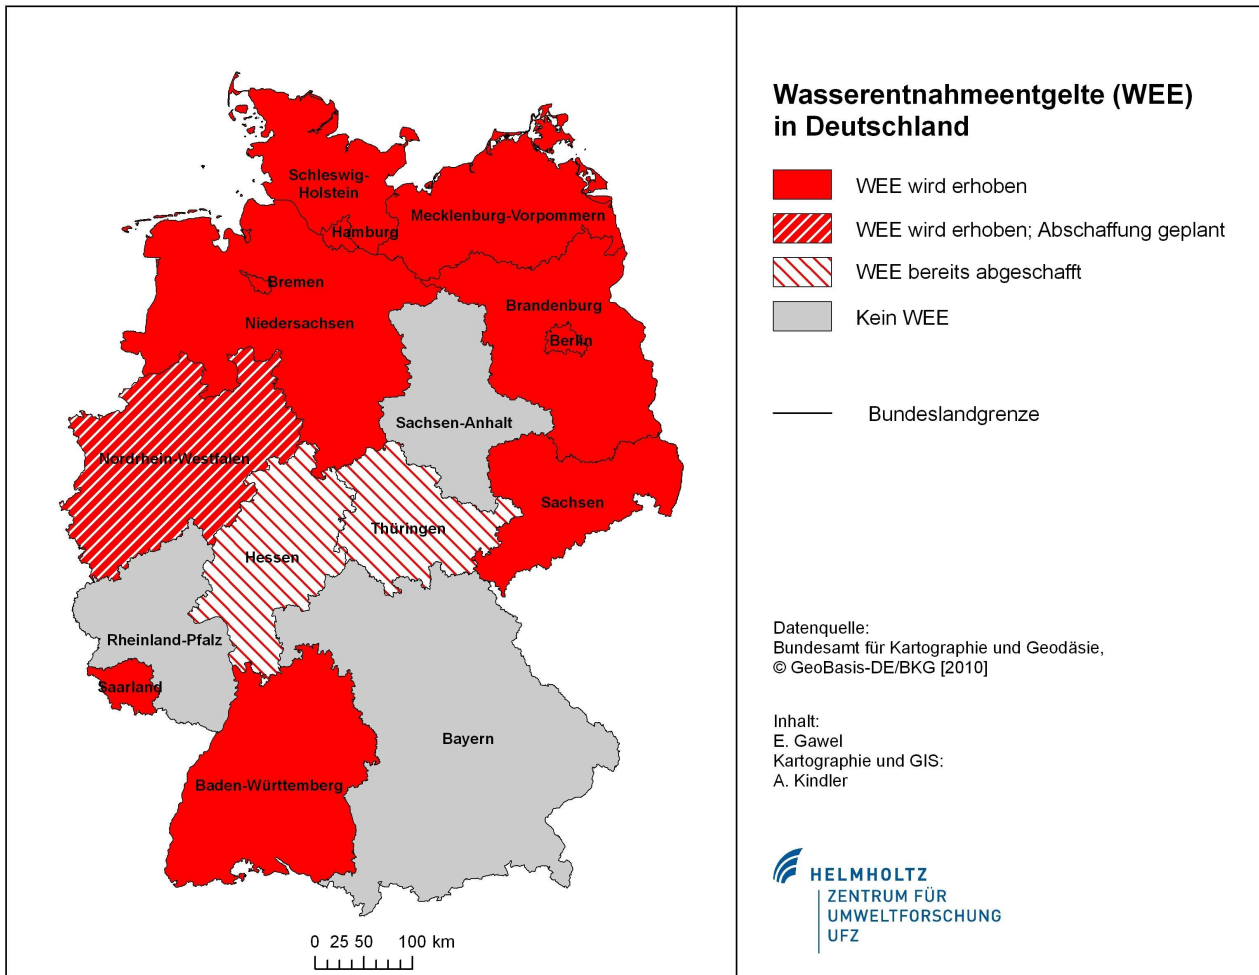 Wasserentnahmeentgelte (WEE)
in Deutschland
WEE wird erhoben
WEE wird erhoben; Abschaffung geplant
WEE bereits abgeschafft
Kein WEE
Bundeslandgrenze
Schleswig-
Holstein
Mecklenburg-Vorpommern
Hamburg
Bremen
Brandenburg
Niedersachsen
Berlin
Sachsen-Anhalt
Nordrhein-Westfalen
Sachsen
Thüringen
Hessen
Rheinland-Pfalz
Saarland
Bayern
Baden-Württemberg
0 25 50 100 km
Datenquelle:
Bundesamt für Kartographie und Geodäsie,
© GeoBasis-DE/BKG [2010]
Inhalt:
E. Gawel
Kartographie und GIS:
A. Kindler
HELMHOLTZ
ZENTRUM FÜR
UMWELTFORSCHUNG
UFZ